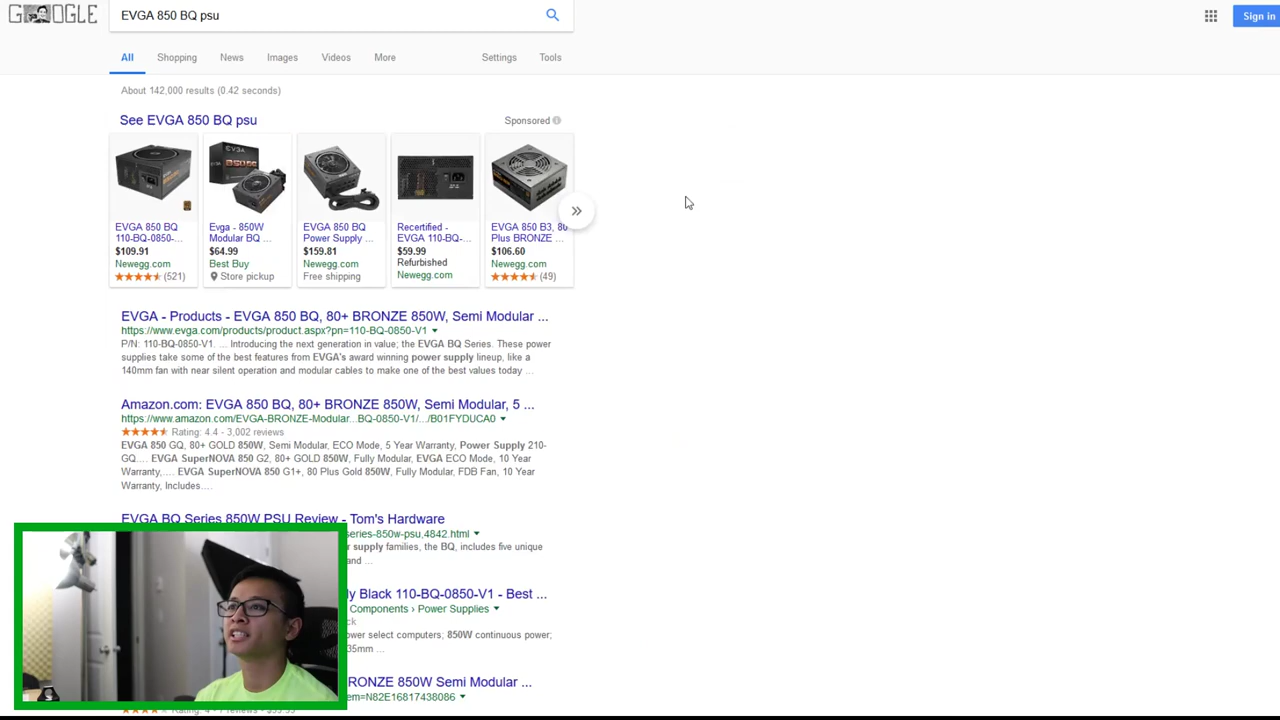 GOOGLE
EVGA 850 BQ psu
Sign in
All
Shopping
News
Images
Videos
More
Settings
Tools
About 142,000 results (0.42 seconds)
See EVGA 850 BQ psu
Sponsored
EVGA 850 BQ
110-BQ-0850-...
$109.91
Newegg.com
(521)
Evga - 850W
Modular BQ ...
$64.99
Best Buy
Store pickup
EVGA 850 BQ
Power Supply ...
$159.81
Newegg.com
Free shipping
Recertified -
EVGA 110-BQ-...
$59.99
Refurbished
Newegg.com
EVGA 850 B3, 80
Plus BRONZE ...
$106.60
Newegg.com
(49)
EVGA - Products - EVGA 850 BQ, 80+ BRONZE 850W, Semi Modular ...
https://www.evga.com/products/product.aspx?pn=110-BQ-0850-V1
P/N: 110-BQ-0850-V1. ... Introducing the next generation in value; the EVGA BQ Series. These power
supplies take some of the best features from EVGA's award winning power supply lineup, like a
140mm fan with near silent operation and modular cables to make one of the best values today ...
Amazon.com: EVGA 850 BQ, 80+ BRONZE 850W, Semi Modular, 5 ...
https://www.amazon.com/EVGA-BRONZE-Modular...BQ-0850-V1/.../B01FYDUCA0
Rating: 4.4 - 3,002 reviews
EVGA 850 GQ, 80+ GOLD 850W, Semi Modular, ECO Mode, 5 Year Warranty, Power Supply 210-
GQ.... EVGA SuperNOVA 850 G2, 80+ GOLD 850W, Fully Modular, EVGA ECO Mode, 10 Year
Warranty,.... EVGA SuperNOVA 850 G1+, 80 Plus Gold 850W, Fully Modular, FDB Fan, 10 Year
Warranty, Includes....
EVGA BQ Series 850W PSU Review - Tom's Hardware
series-850w-psu,4842.html
r supply families, the BQ, includes five unique
and ...
ly Black 110-BQ-0850-V1 - Best ...
Components › Power Supplies
ck
ower select computers; 850W continuous power;
35mm ...
RONZE 850W Semi Modular ...
em=N82E16817438086